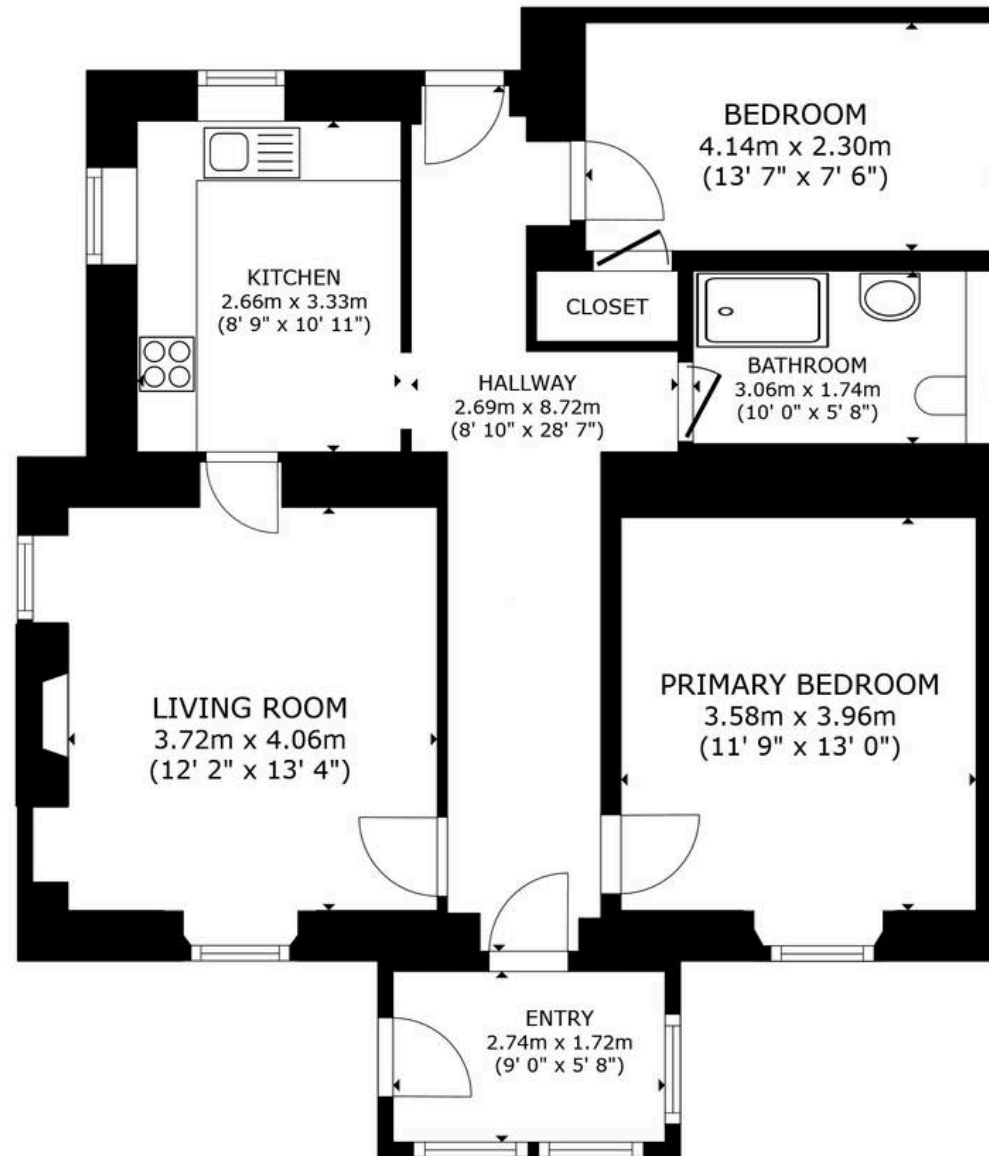 BEDROOM
4.14m x 2.30m
(13' 7" x 7' 6")
KITCHEN
2.66m x 3.33m
(8' 9" x 10' 11")
CLOSET
HALLWAY
2.69m x 8.72m
(8' 10" x 28' 7")
BATHROOM
3.06m x 1.74m
(10' 0" x 5' 8")
LIVING ROOM
3.72m x 4.06m
(12' 2" x 13' 4")
PRIMARY BEDROOM
3.58m x 3.96m
(11' 9" x 13' 0")
ENTRY
2.74m x 1.72m
(9' 0" x 5' 8")